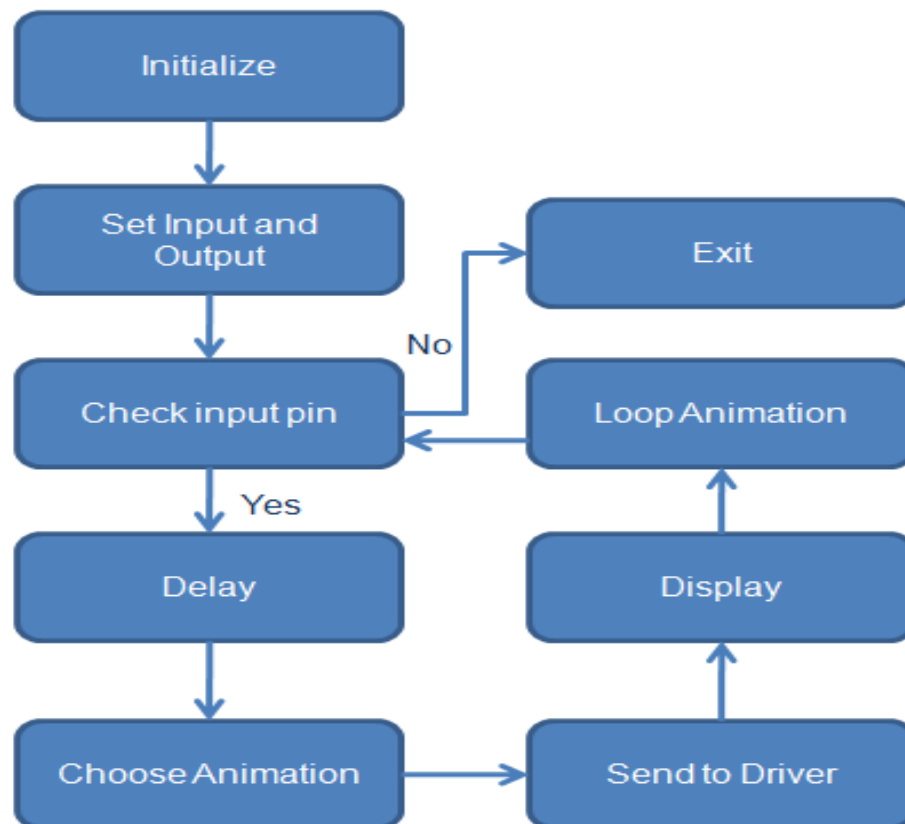 Initialize
Set Input and
Output
Exit
No
Check input pin
Loop Animation
Yes
Delay
Display
Choose Animation
Send to Driver